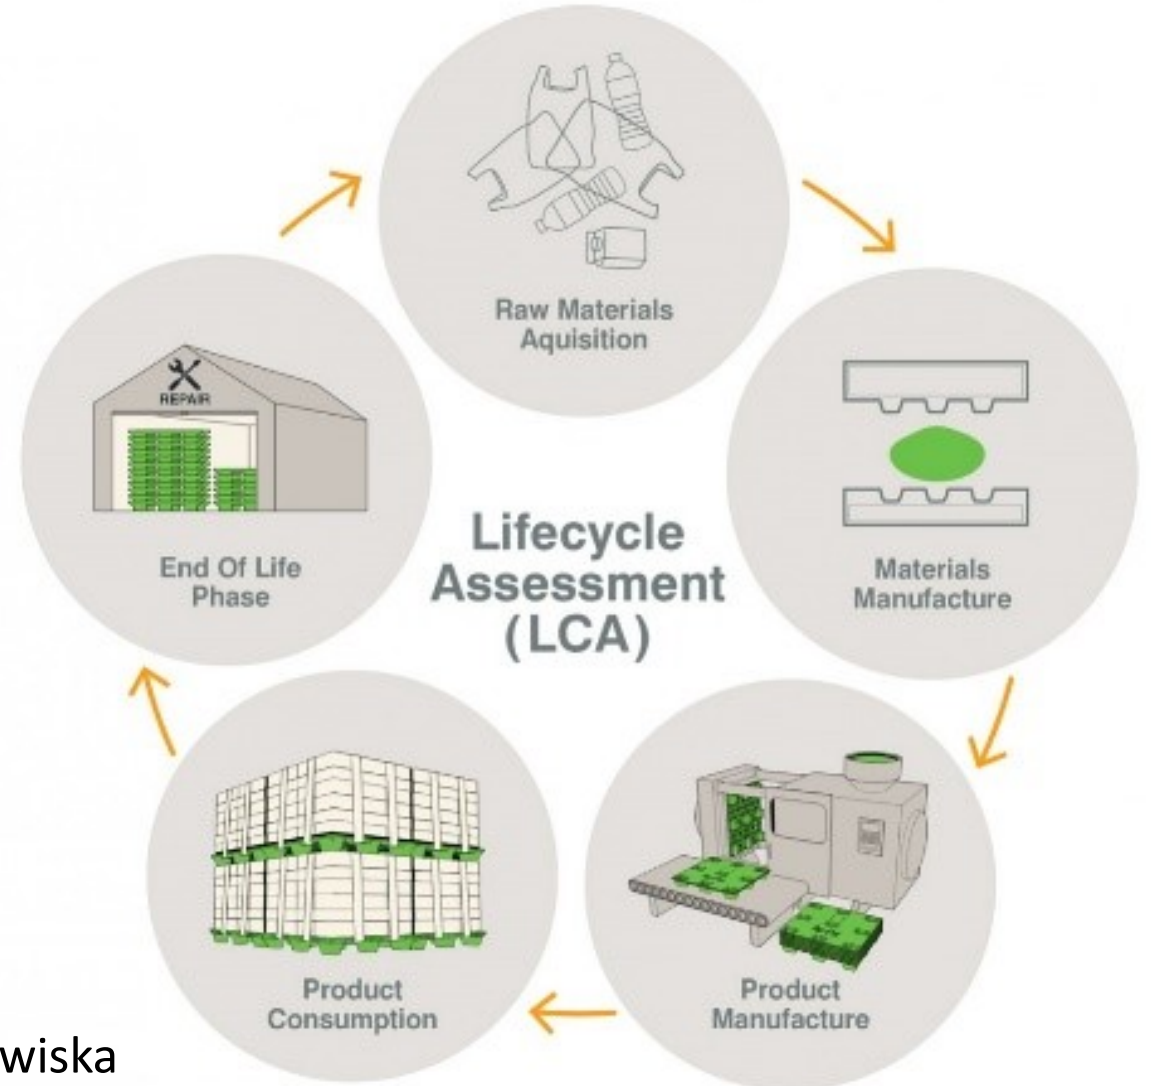 Raw Materials
Aquisition
REPAIR
End Of Life
Phase
Lifecycle
Assessment
(LCA)
Materials
Manufacture
Product
Consumption
Product
Manufacture
wiska